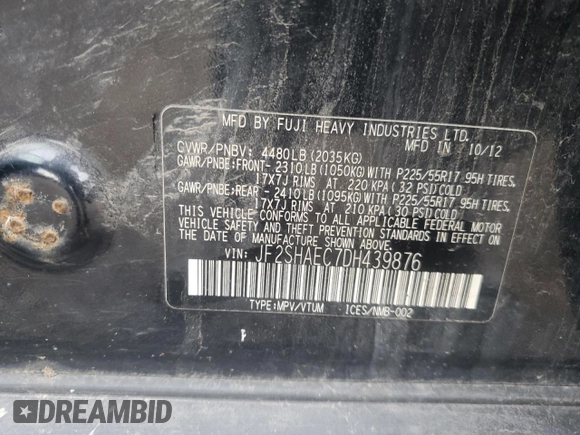 MFD BY FUJI HEAVY INDUSTRIES LTD.
MFD IN 10/12
GVWR/PNBV: 4480LB (2035KG)
GAWR/PNBE:FRONT- 2310LB (1050KG) WITH P225/55R17 95H TIRES,
17X7J RIMS AT 220 KPA ( 32 PSI) COLD
GAWR/PNBE:REAR - 2410LB (1095KG) WITH P225/55R17 95H TIRES,
17X7J RIMS AT 210 KPA ( 30 PSI) COLD
THIS VEHICLE CONFORMS TO ALL APPLICABLE FEDERAL MOTOR
VEHICLE SAFETY STANDARDS IN EFFECT ON
THE DATE OF MANUFACTURE SHOWN ABOVE.
VIN: JF2SHAEC7DH439876
TYPE:MPV/VTUM ICES/NMB-002
DREAMBID